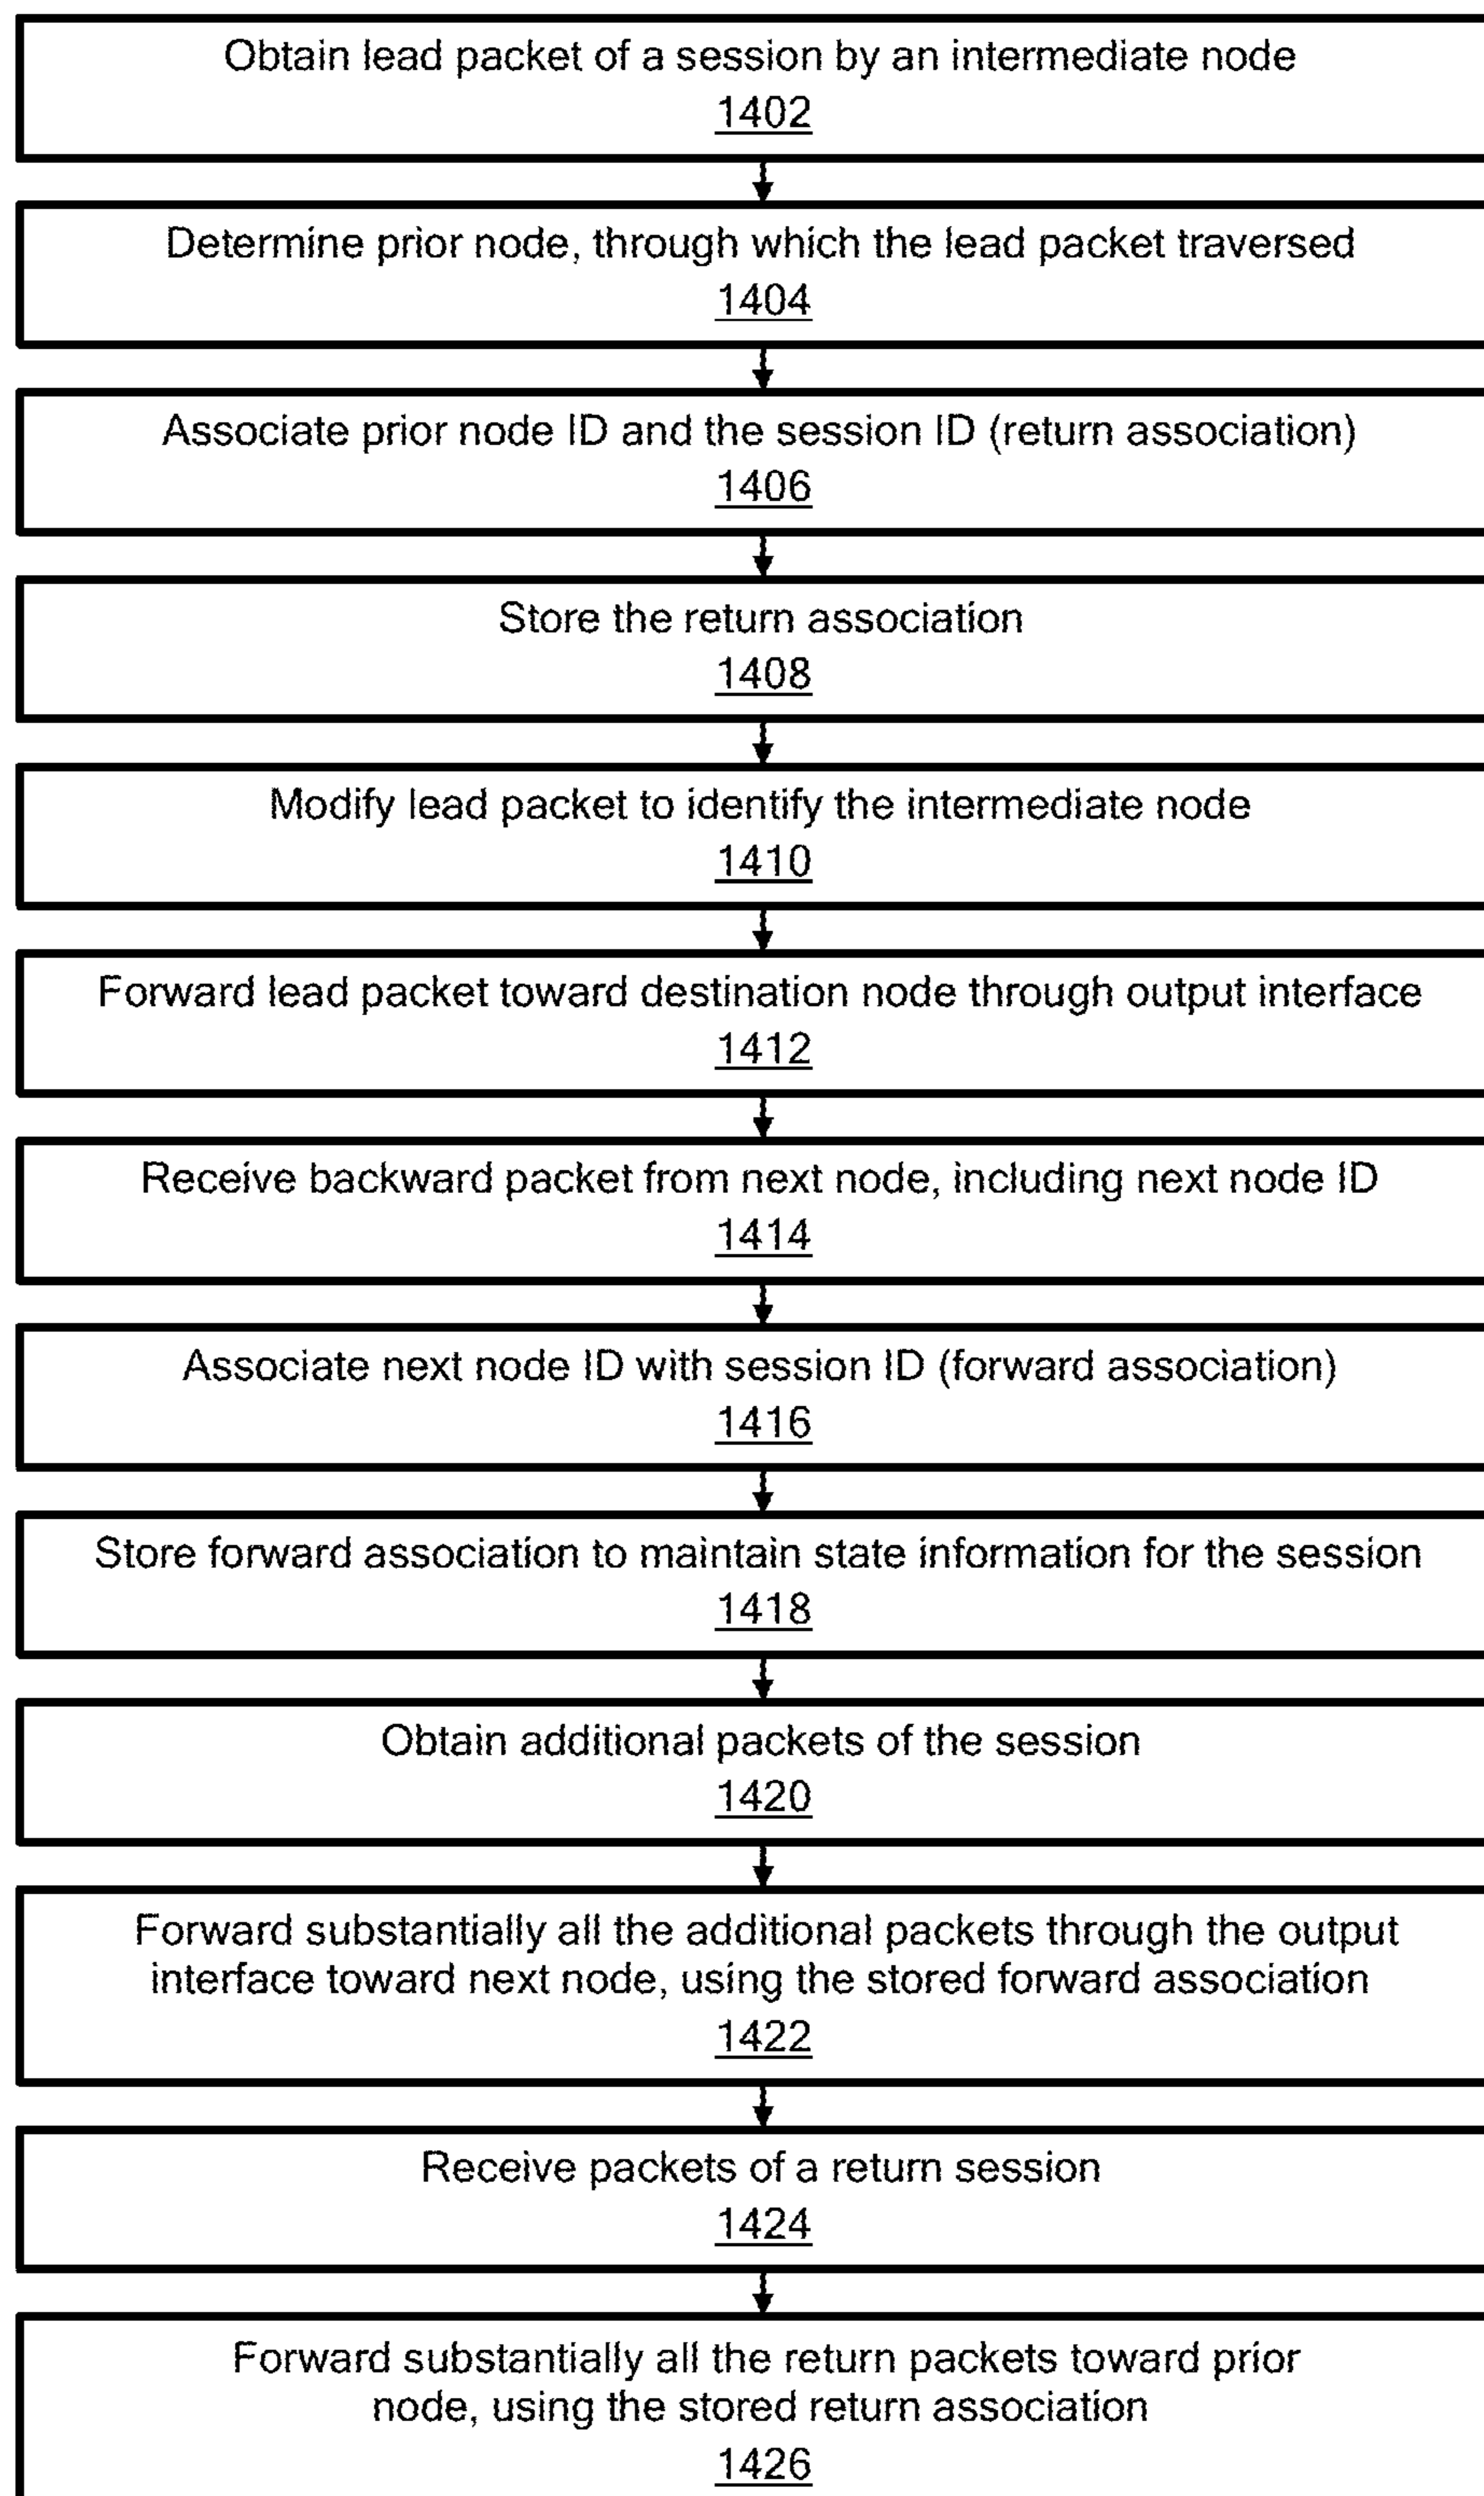 Obtain lead packet of a session by an intermediate node
1402
Determine prior node, through which the lead packet traversed
1404
Associate prior node ID and the session ID (return association)
1406
Store the return association
1408
Modify lead packet to identify the intermediate node
1410
Forward lead packet toward destination node through output interface
1412
Receive backward packet from next node, including next node ID
1414
Associate next node ID with session ID (forward association)
1416
Store forward association to maintain state information for the session
1418
Obtain additional packets of the session
1420
Forward substantially all the additional packets through the output
interface toward next node, using the stored forward association
1422
Receive packets of a return session
1424
Forward substantially all the return packets toward prior
node, using the stored return association
1426